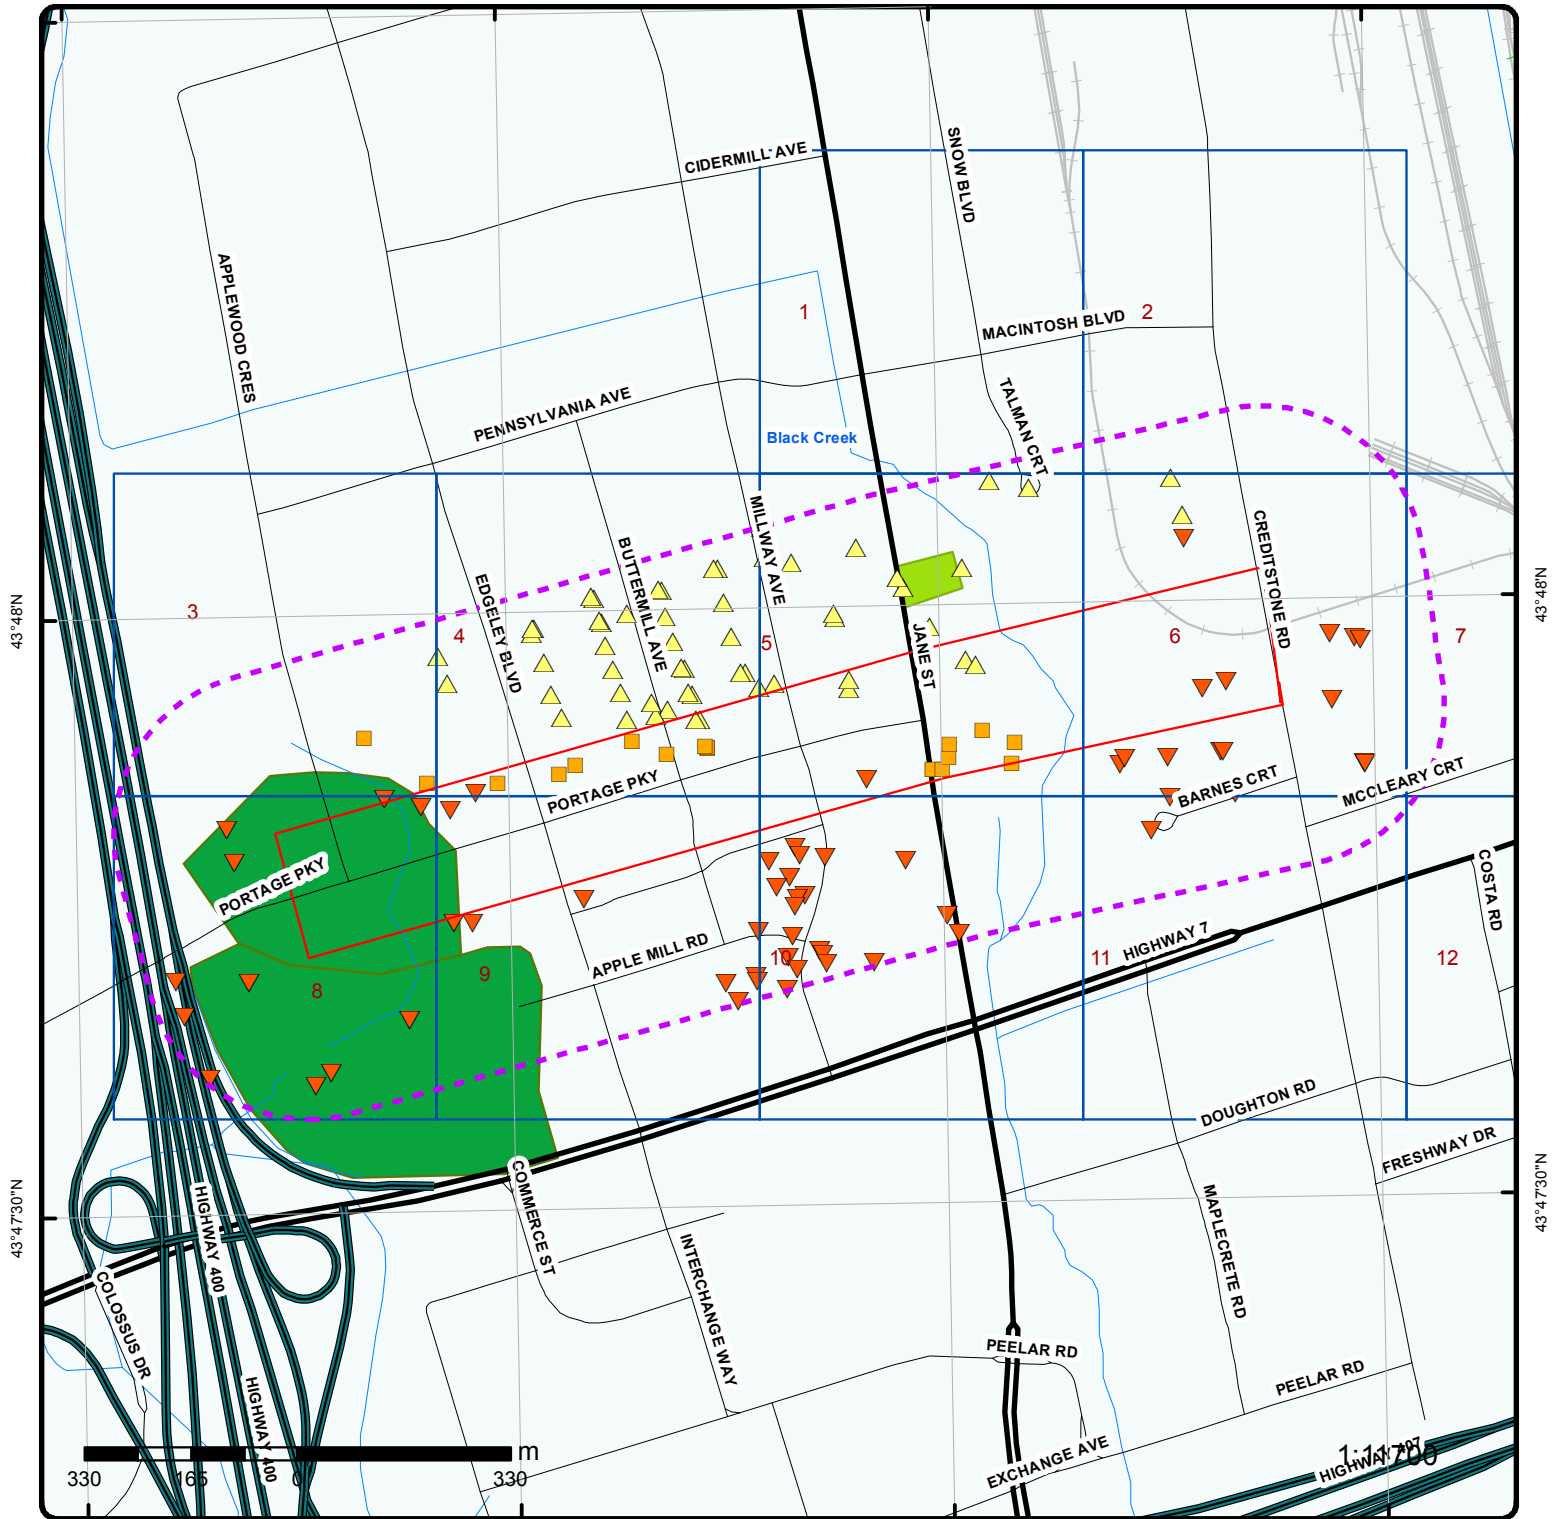 CIDERMILL AVE
SNOW BLVD
APPLEWOOD CRES
1
2
MACINTOSH BLVD
PENNSYLVANIA AVE
TALMAN CRT
Black Creek
MILLWAY AVE
CREDITSTONE RD
BUTTERMILL AVE
EDGELEY BLVD
43°48'N
43°48'N
3
4
5
6
7
JANE ST
PORTAGE PKY
BARNES CRT
MCCLEARY CRT
PORTAGE PKY
COSTA RD
APPLE MILL RD
HIGHWAY 7
8
9
10
11
12
DOUGHTON RD
FRESHWAY DR
43°47'30"N
43°47'30"N
COMMERCE ST
HIGHWAY 400
MAPLECRETE RD
INTERCHANGE WAY
COLOSSUS DR
PEELAR RD
PEELAR RD
HIGHWAY 400
EXCHANGE AVE
HIGHWAY 407
1:11700
m
330 165 0 330